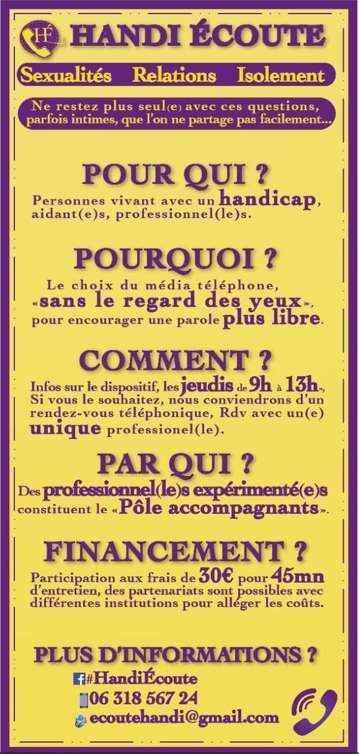 HÉ HANDI ÉCOUTE
Sexualités Relations Isolement
Ne restez plus seul(e) avec ces questions,
parfois intimes, que l'on ne partage pas facilement...
POUR QUI ?
Personnes vivant avec un handicap,
aidant(e)s, professionnel(le)s.
POURQUOI ?
Le choix du média téléphone,
«sans le regard des yeux»,
pour encourager une parole plus libre.
COMMENT ?
Infos sur le dispositif, les jeudis de 9h à 13h.,
Si vous le souhaitez, nous conviendrons d'un
rendez-vous téléphonique, Rdv avec un(e)
unique professionel(le).
PAR QUI ?
Des professionnel(le)s expérimenté(e)s
constituent le «Pôle accompagnants».
FINANCEMENT ?
Participation aux frais de 30€ pour 45mn
d'entretien, des partenariats sont possibles avec
différentes institutions pour alléger les coûts.
PLUS D'INFORMATIONS ?
#HandiÉcoute
06 318 567 24
ecoutehandi@gmail.com